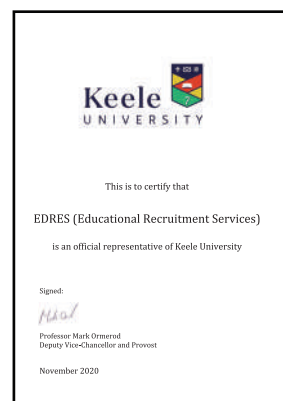 Keele
UNIVERSITY
This is to certify that
EDRES (Educational Recruitment Services)
is an official representative of Keele University
Signed:
Professor Mark Ormerod
Deputy Vice-Chancellor and Provost
November 2020